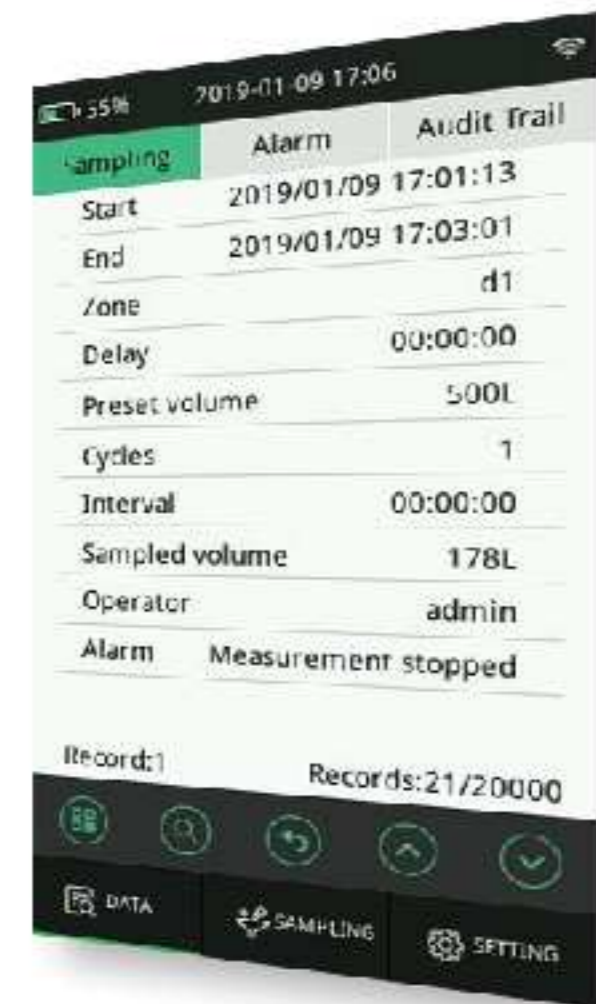 55% 2019-01-09 17:06
Sampling Alarm Audit Trail
Start 2019/01/09 17:01:13
End 2019/01/09 17:03:01
Zone d1
Delay 00:00:00
Preset volume 500L
Cycles 1
Interval 00:00:00
Sampled volume 178L
Operator admin
Alarm Measurement stopped
Record:1 Records:21/20000
DATA SAMPLING SETTING